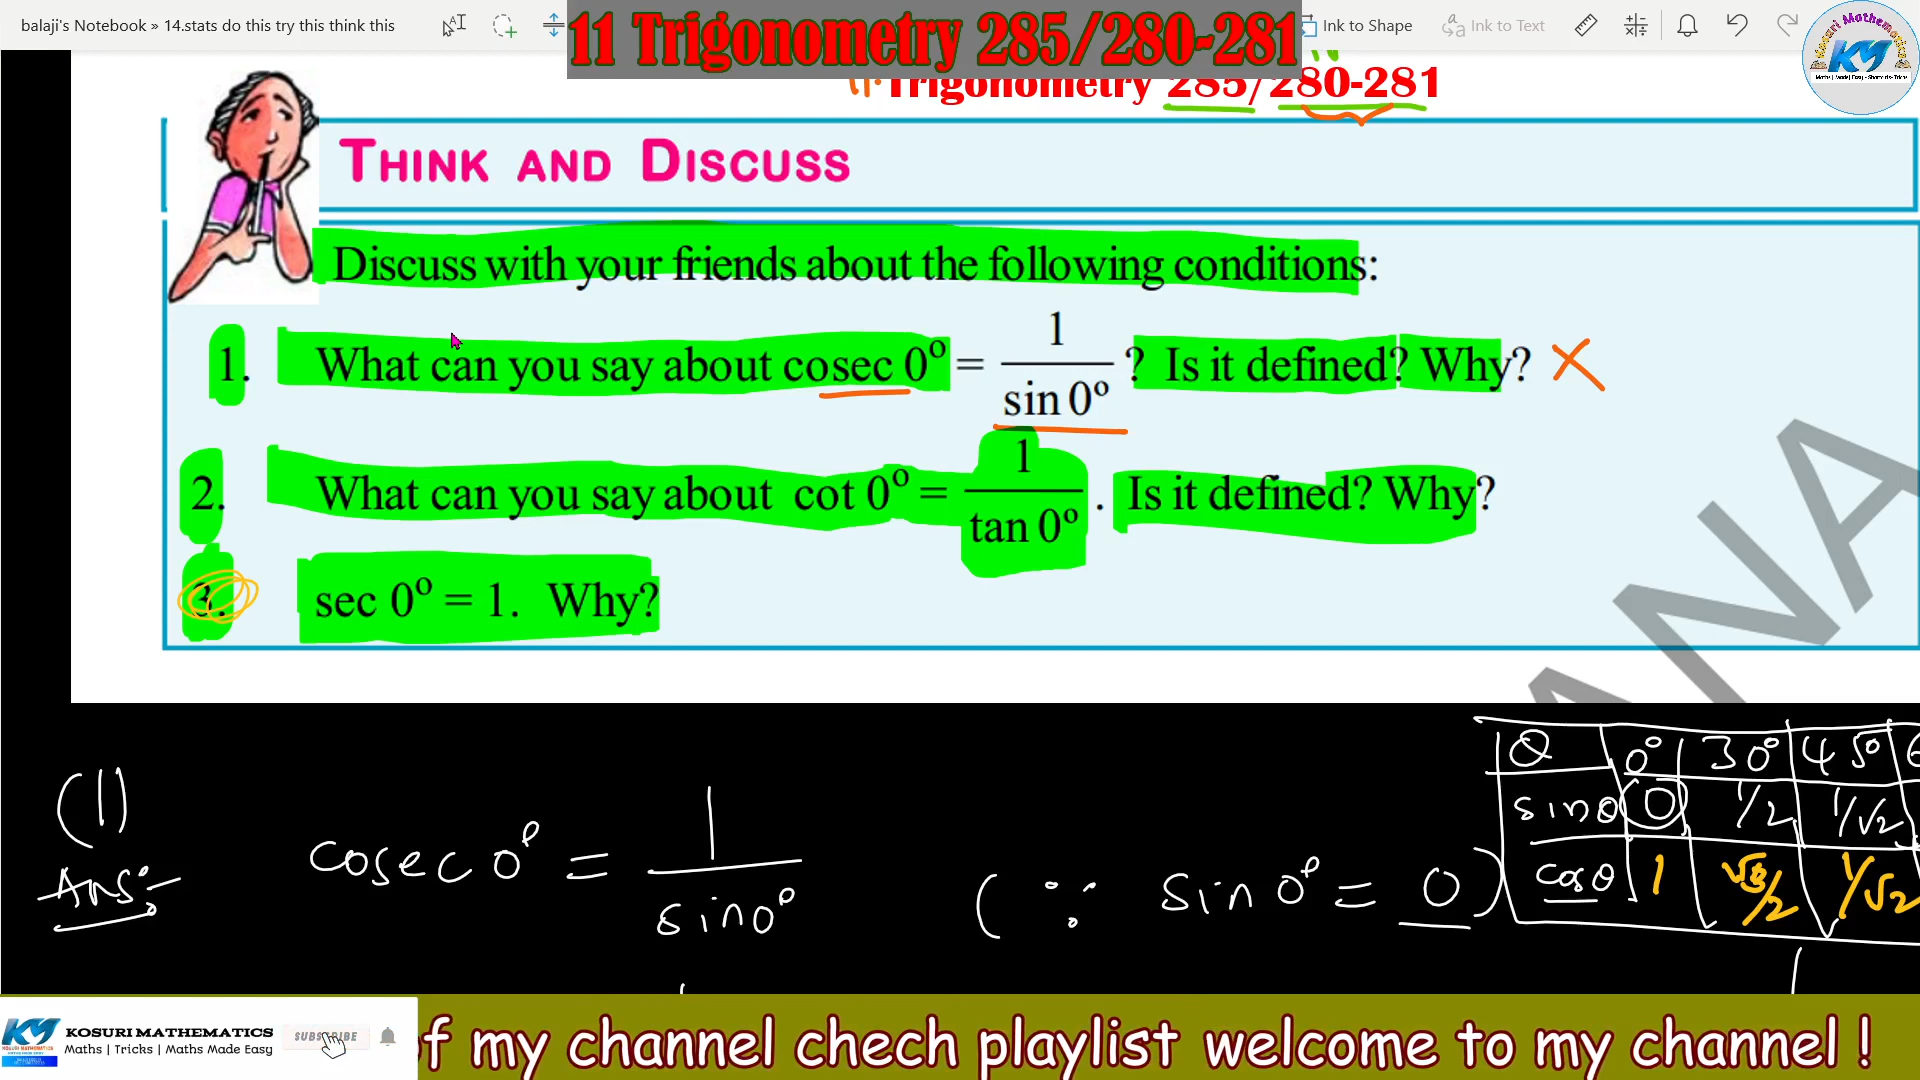 balaji's Notebook » 14.stats do this try this think this
Ink to Shape
Ink to Text
11 Trigonometry 285/280-281
11. Trigonometry 285/280-281
THINK AND DISCUSS
Discuss with your friends about the following conditions:
1. What can you say about cosec 0° = 1/sin 0° ? Is it defined? Why? ×
2. What can you say about cot 0° = 1/tan 0° . Is it defined? Why?
3. sec 0° = 1. Why?
θ 0° 30° 45°
sinθ 0 1/2 1/√2
cosθ 1 √3/2 1/√2
(1)
Ans:-
cosec 0° = 1/sin 0° (∵ sin 0° = 0)
KM
KOSURI MATHEMATICS
Maths | Tricks | Maths Made Easy
SUBSCRIBE
of my channel chech playlist welcome to my channel !